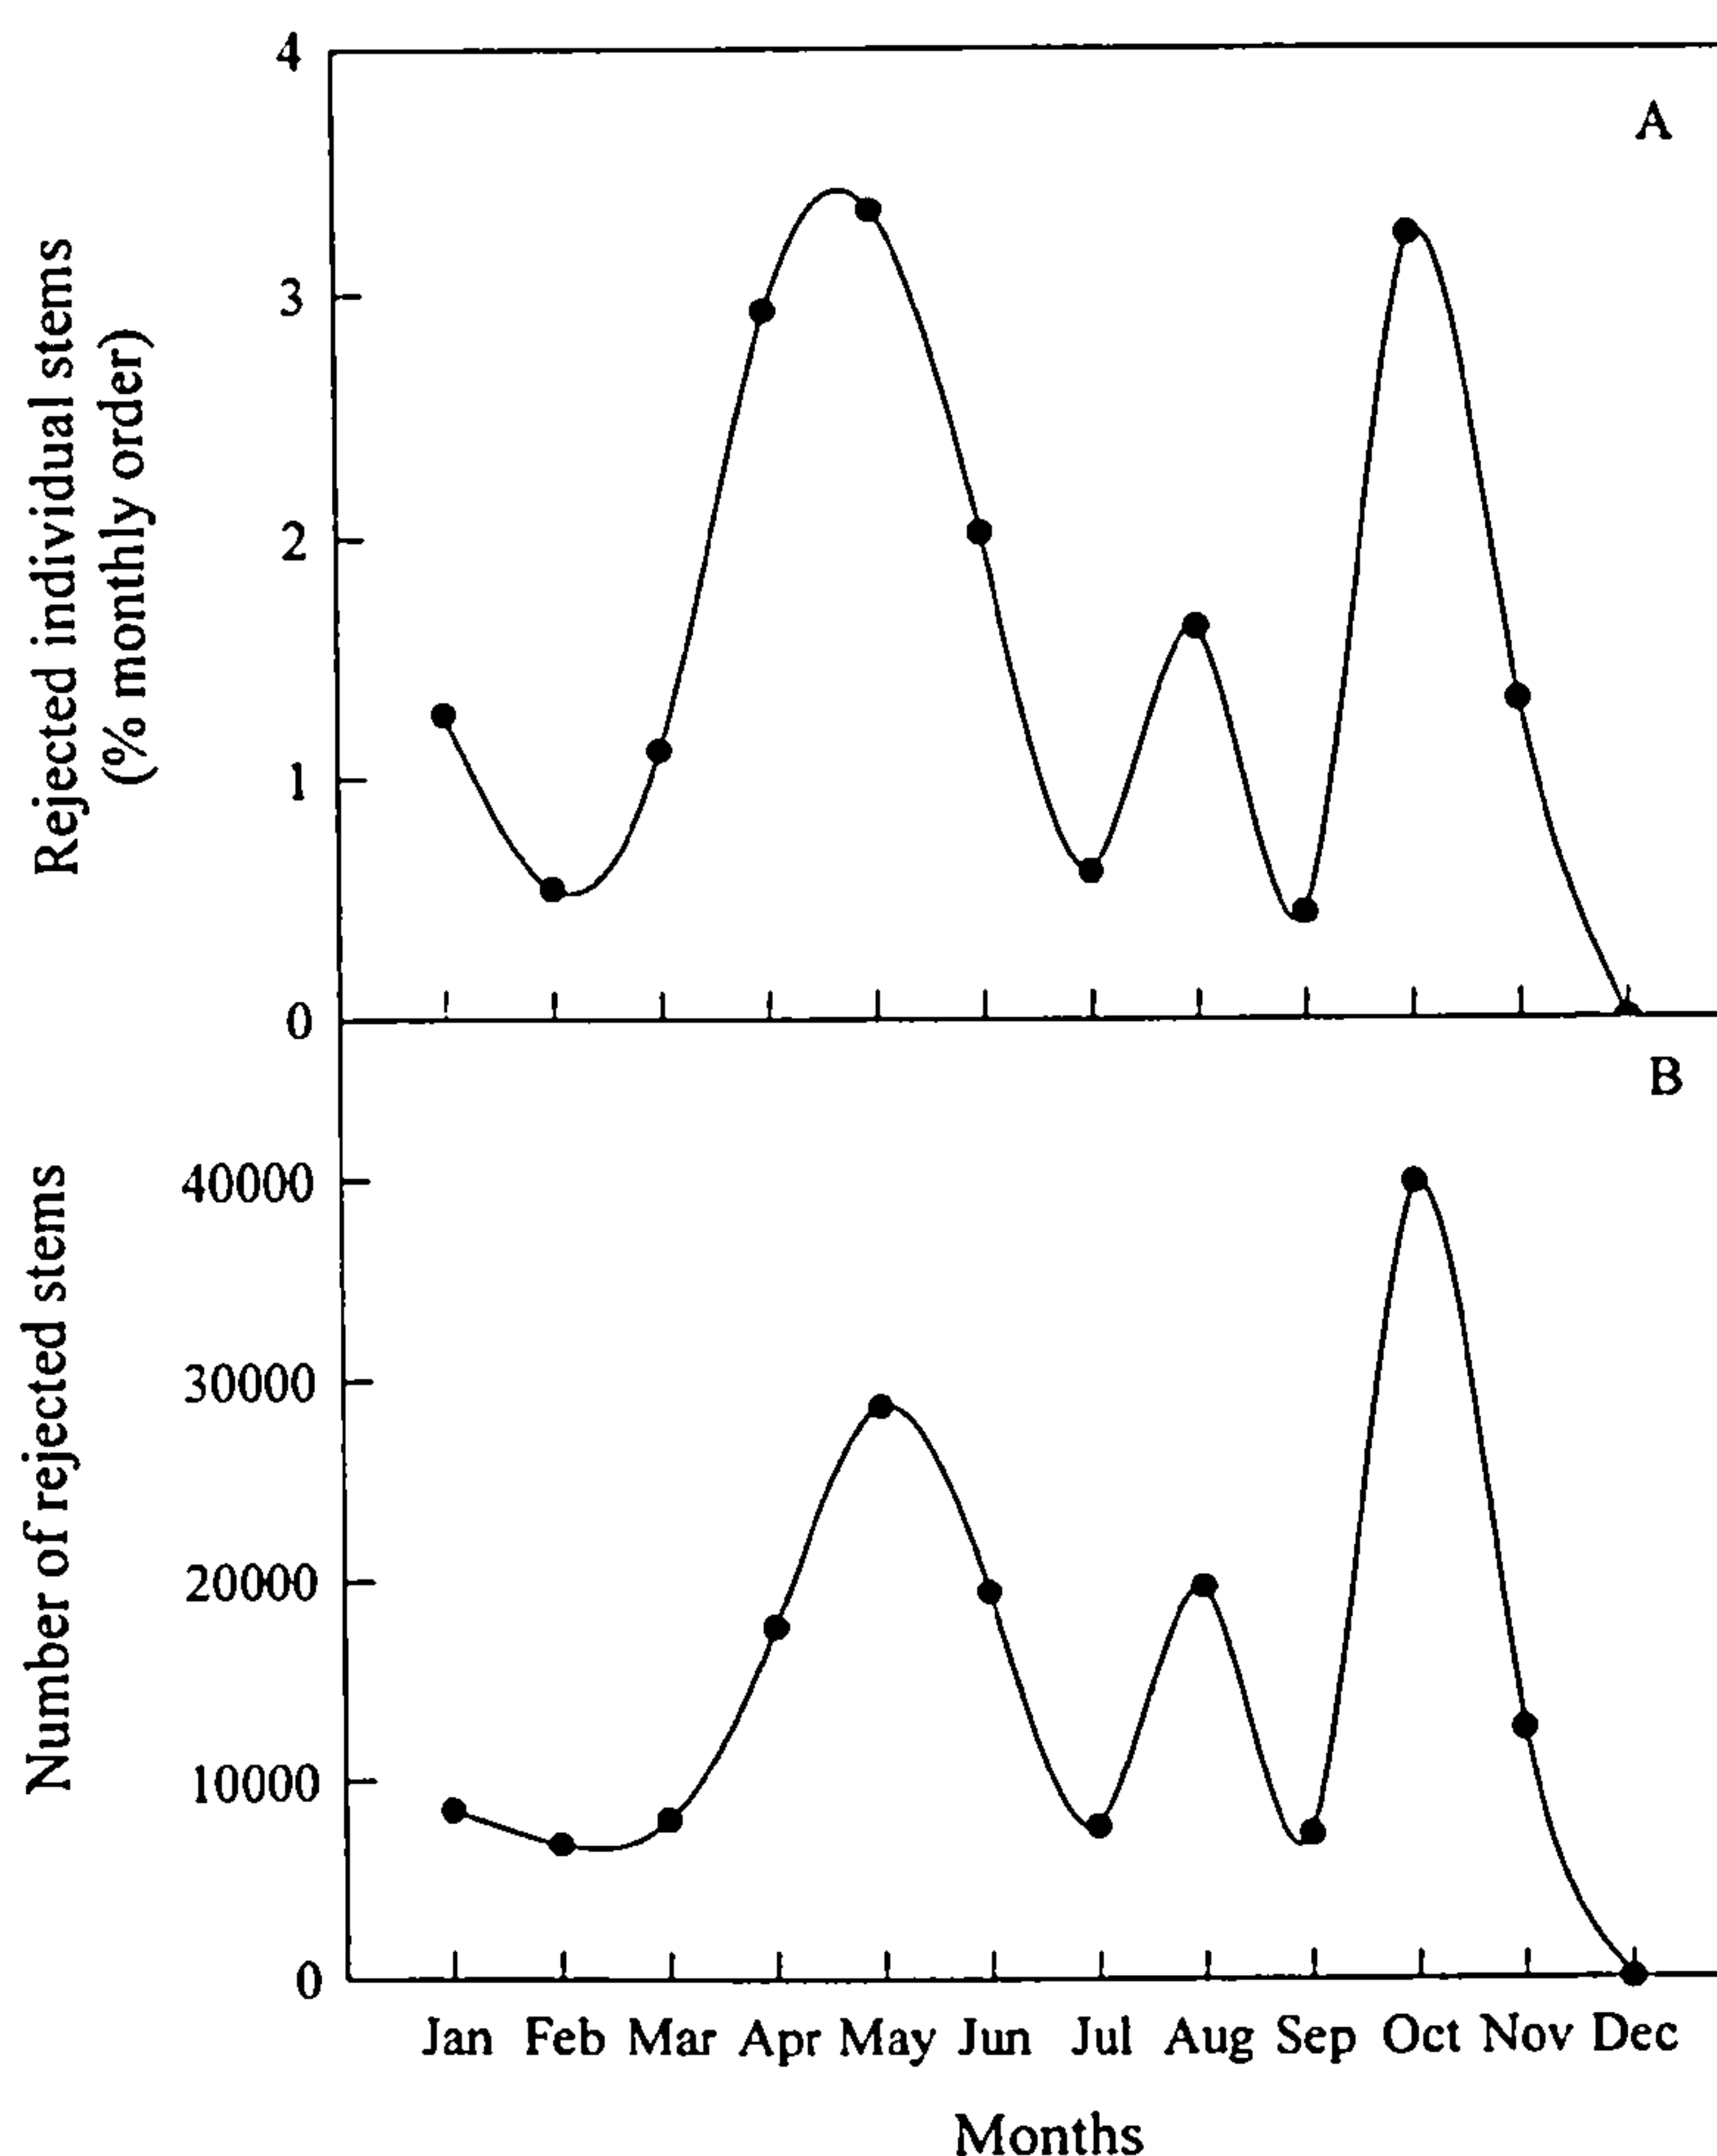 Rejected individual stems
(% monthly order)
4
3
2
1
0
A
Number of rejected stems
40000
30000
20000
10000
0
B
Jan Feb Mar Apr May Jun Jul Aug Sep Oct Nov Dec
Months